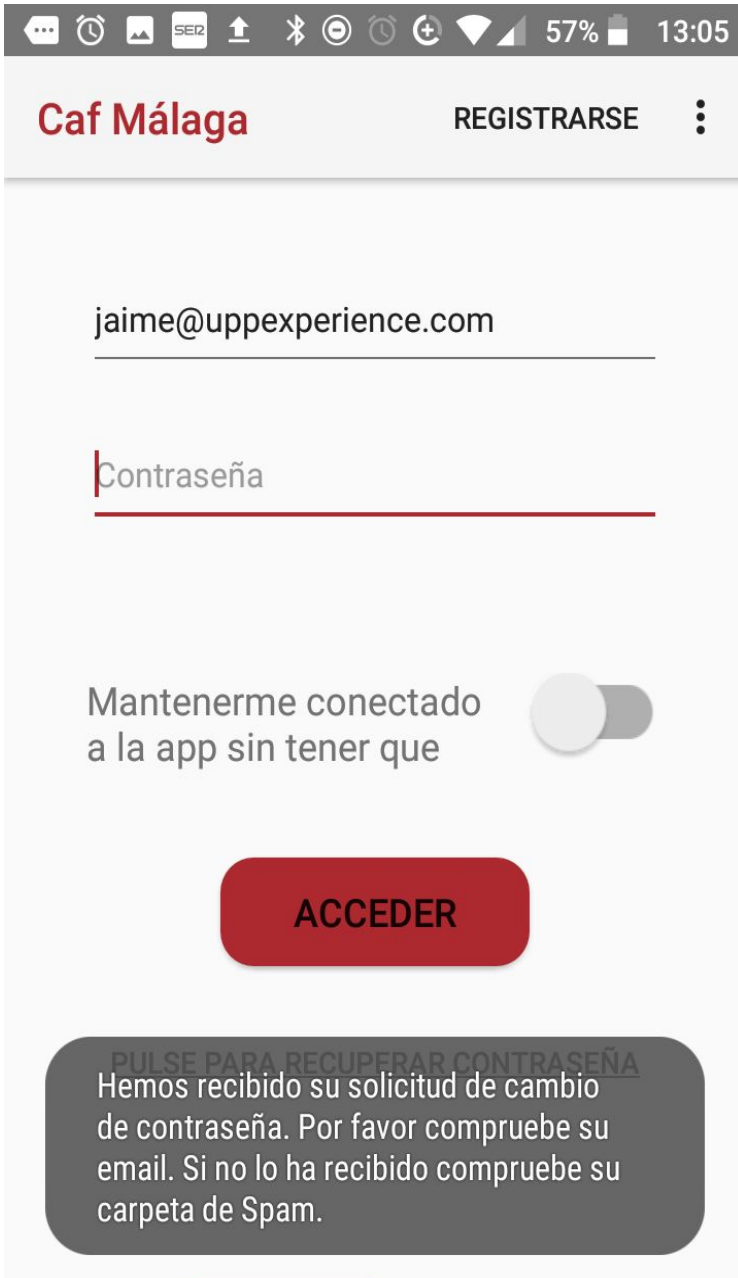 SER 57% 13:05
Caf Málaga REGISTRARSE
jaime@uppexperience.com
Contraseña
Mantenerme conectado
a la app sin tener que
ACCEDER
PULSE PARA RECUPERAR CONTRASEÑA
Hemos recibido su solicitud de cambio
de contraseña. Por favor compruebe su
email. Si no lo ha recibido compruebe su
carpeta de Spam.